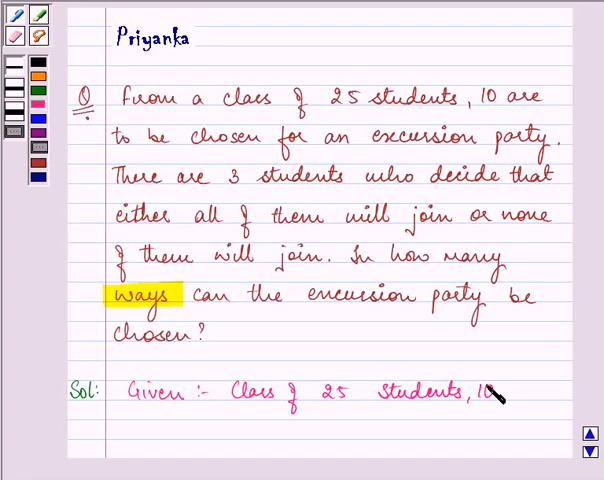 Priyanka
Q From a class of 25 students, 10 are
to be chosen for an excursion party.
There are 3 students who decide that
either all of them will join or none
of them will join. In how many
ways can the excursion party be
chosen?
Sol: Given :- Class of 25 students, 10